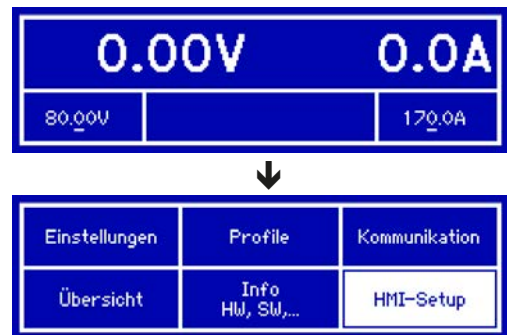 0.00V 0.0A
80.00V 170.0A
Einstellungen Profile Kommunikation
Übersicht Info HMI-Setup
HW, SW,...